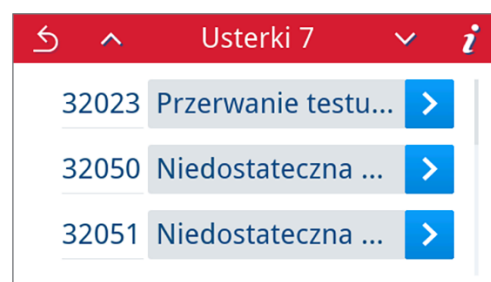 Usterki 7
32023 Przerwanie testu...
32050 Niedostateczna ...
32051 Niedostateczna ...